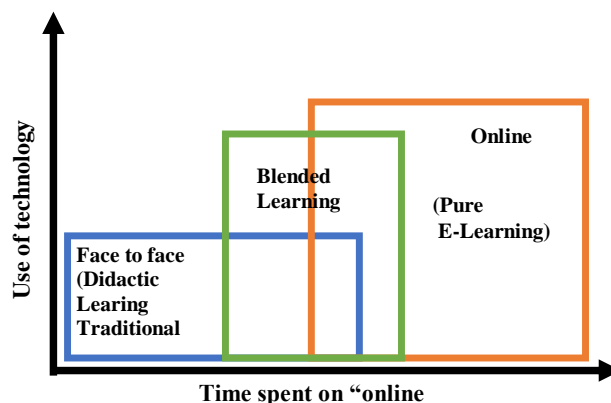 Use of technology
Online
Blended
Learning
(Pure
E-Learning)
Face to face
(Didactic
Learing
Traditional
Time spent on “online